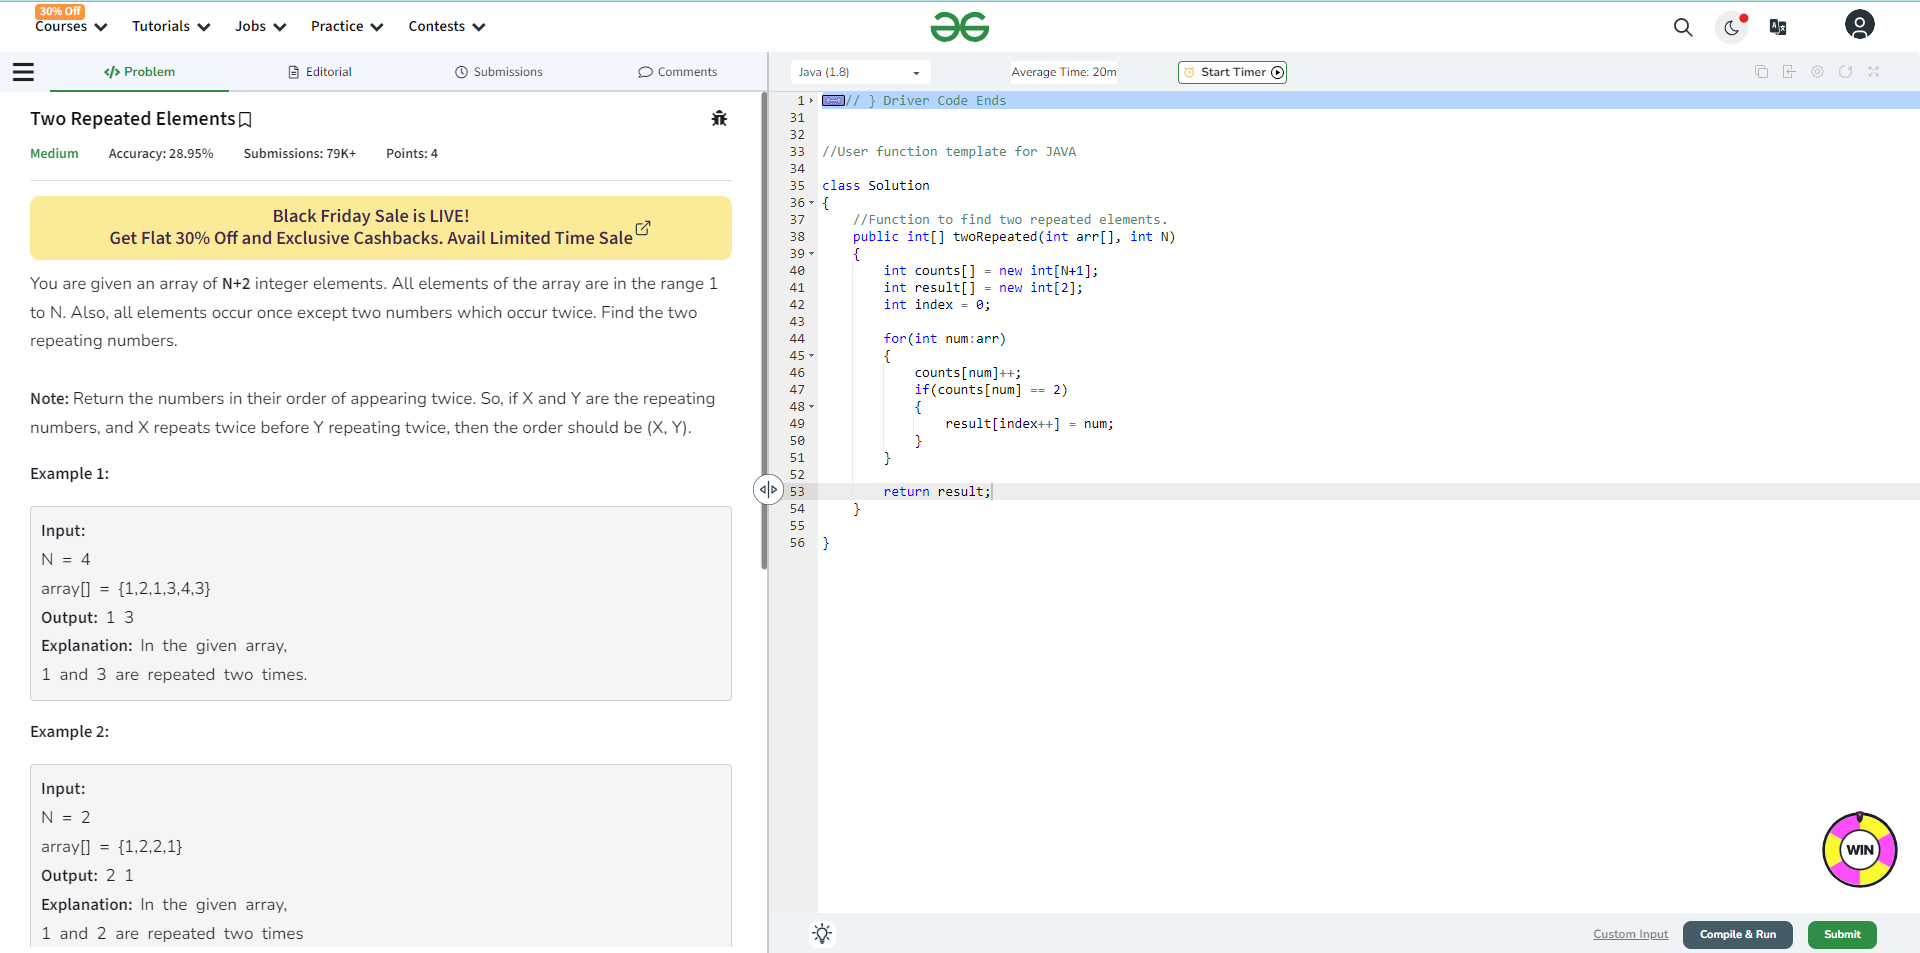 30% Off
Courses Tutorials Jobs Practice Contests
</> Problem Editorial Submissions Comments
Java (1.8) Average Time: 20m Start Timer
Two Repeated Elements
Medium Accuracy: 28.95% Submissions: 79K+ Points: 4
Black Friday Sale is LIVE!
Get Flat 30% Off and Exclusive Cashbacks. Avail Limited Time Sale
You are given an array of N+2 integer elements. All elements of the array are in the range 1
to N. Also, all elements occur once except two numbers which occur twice. Find the two
repeating numbers.
Note: Return the numbers in their order of appearing twice. So, if X and Y are the repeating
numbers, and X repeats twice before Y repeating twice, then the order should be (X, Y).
Example 1:
Input:
N = 4
array[] = {1,2,1,3,4,3}
Output: 1 3
Explanation: In the given array,
1 and 3 are repeated two times.
Example 2:
Input:
N = 2
array[] = {1,2,2,1}
Output: 2 1
Explanation: In the given array,
1 and 2 are repeated two times
1 // } Driver Code Ends
31
32
33 //User function template for JAVA
34
35 class Solution
36 {
37     //Function to find two repeated elements.
38     public int[] twoRepeated(int arr[], int N)
39     {
40         int counts[] = new int[N+1];
41         int result[] = new int[2];
42         int index = 0;
43
44         for(int num:arr)
45         {
46             counts[num]++;
47             if(counts[num] == 2)
48             {
49                 result[index++] = num;
50             }
51         }
52
53         return result;
54     }
55
56 }
WIN
Custom Input Compile & Run Submit